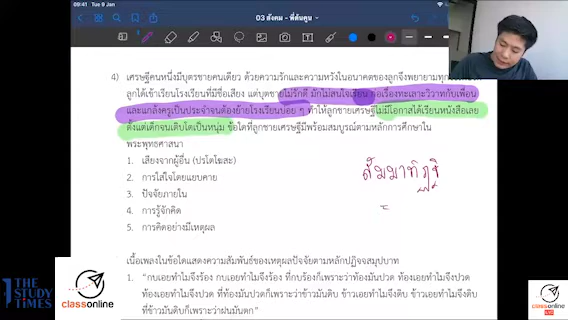 09:41 Tue 9 Jan
03 สังคม - พี่ต้นคูน
4) เศรษฐีคนหนึ่งมีบุตรชายคนเดียว ด้วยความรักและความหวังในอนาคตของลูกจึงพยายามทุก
ลูกได้เข้าเรียนโรงเรียนที่มีชื่อเสียง แต่บุตรชายไม่รักดี มักไม่สนใจเรียน ก่อเรื่องทะเลาะวิวาทกับเพื่อน
และแกล้งครูเป็นประจำจนต้องย้ายโรงเรียนบ่อย ๆ ทำให้ลูกชายเศรษฐีไม่มีโอกาสได้เรียนหนังสือเลย
ตั้งแต่เด็กจนเติบโตเป็นหนุ่ม ข้อใดที่ลูกชายเศรษฐีมีพร้อมสมบูรณ์ตามหลักการศึกษาใน
พระพุทธศาสนา
1. เสียงจากผู้อื่น (ปรโตโฆสะ)
2. การใส่ใจโดยแยบคาย
3. ปัจจัยภายใน
4. การรู้จักคิด
5. การคิดอย่างมีเหตุผล
สัมมาทิฏฐิ
เนื้อเพลงในข้อใดแสดงความสัมพันธ์ของเหตุผลปัจจัยตามหลักปฏิจจสมุปบาท
1. "กบเอยทำไมจึงร้อง กบเอยทำไมจึงร้อง ที่กบร้องก็เพราะว่าท้องมันปวด ท้องเอยทำไมจึงปวด
ท้องเอยทำไมจึงปวด ที่ท้องมันปวดก็เพราะว่าข้าวมันดิบ ข้าวเอยทำไมจึงดิบ ข้าวเอยทำไมจึงดิบ
ที่ข้าวมันดิบก็เพราะว่าฝนมันตก"
1 THE STUDY TIMES
classonline
classonline